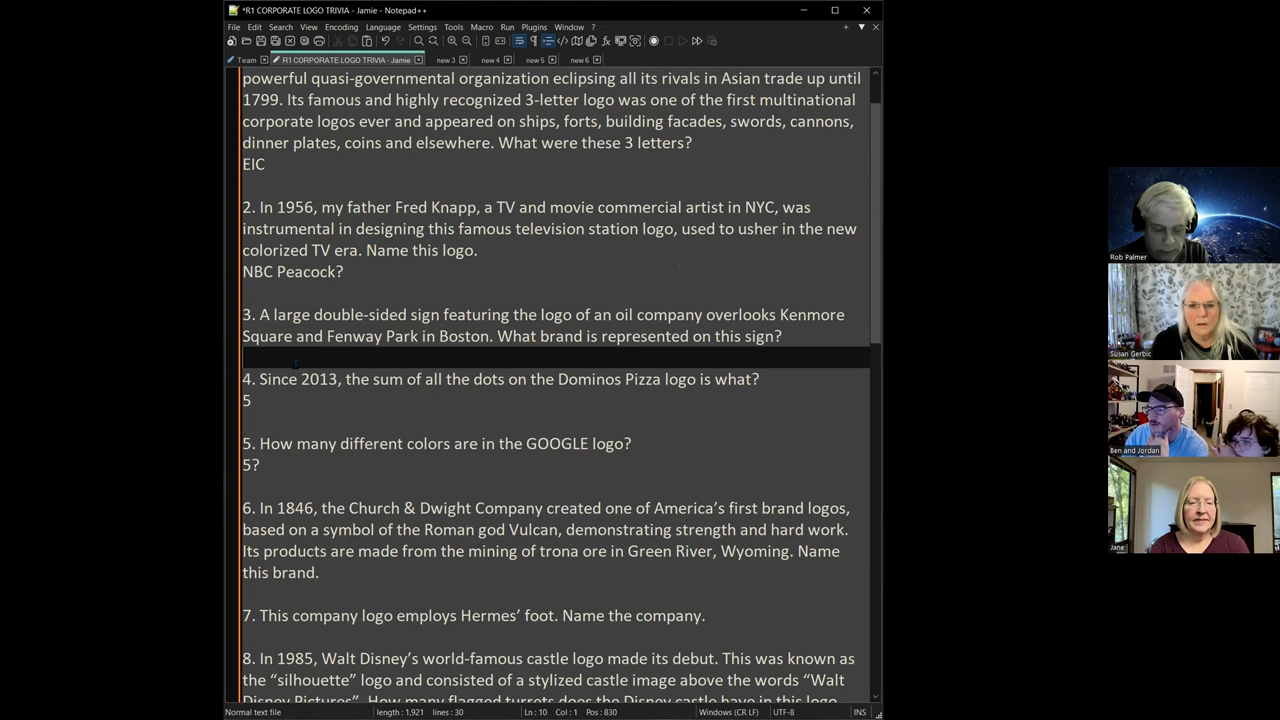 *R1 CORPORATE LOGO TRIVIA - Jamie - Notepad++
File Edit Search View Encoding Language Settings Tools Macro Run Plugins Window ?
Team R1 CORPORATE LOGO TRIVIA - Jamie new 3 new 4 new 5 new 6
powerful quasi-governmental organization eclipsing all its rivals in Asian trade up until
1799. Its famous and highly recognized 3-letter logo was one of the first multinational
corporate logos ever and appeared on ships, forts, building facades, swords, cannons,
dinner plates, coins and elsewhere. What were these 3 letters?
EIC
2. In 1956, my father Fred Knapp, a TV and movie commercial artist in NYC, was
instrumental in designing this famous television station logo, used to usher in the new
colorized TV era. Name this logo.
NBC Peacock?
3. A large double-sided sign featuring the logo of an oil company overlooks Kenmore
Square and Fenway Park in Boston. What brand is represented on this sign?
4. Since 2013, the sum of all the dots on the Dominos Pizza logo is what?
5
5. How many different colors are in the GOOGLE logo?
5?
6. In 1846, the Church & Dwight Company created one of America’s first brand logos,
based on a symbol of the Roman god Vulcan, demonstrating strength and hard work.
Its products are made from the mining of trona ore in Green River, Wyoming. Name
this brand.
7. This company logo employs Hermes’ foot. Name the company.
8. In 1985, Walt Disney’s world-famous castle logo made its debut. This was known as
the “silhouette” logo and consisted of a stylized castle image above the words “Walt
Disney Pictures”. How many flagged turrets does the Disney castle have in this logo
Normal text file length : 1,921 lines : 30 Ln : 10 Col : 1 Pos : 830 Windows (CR LF) UTF-8 INS
Rob Palmer
Susan Gerbic
Ben and Jordan
Jane